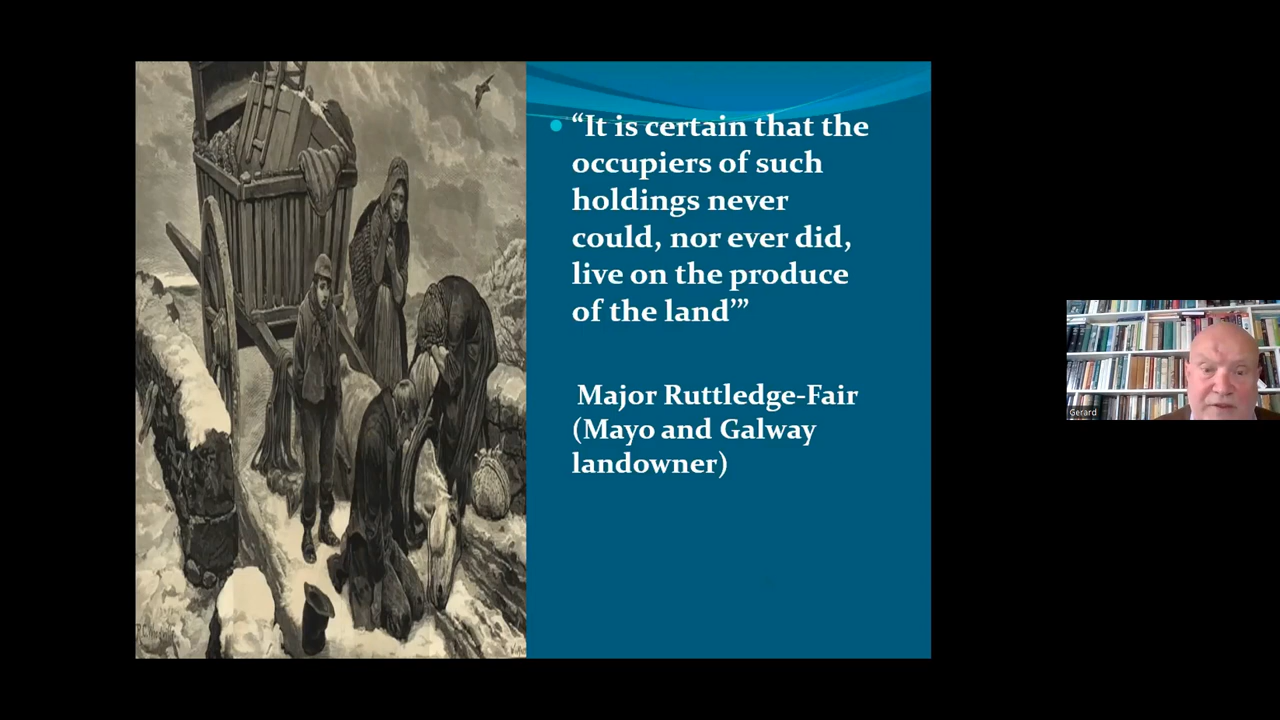 “It is certain that the
occupiers of such
holdings never
could, nor ever did,
live on the produce
of the land’”
Major Ruttledge-Fair
(Mayo and Galway
landowner)
Gerard